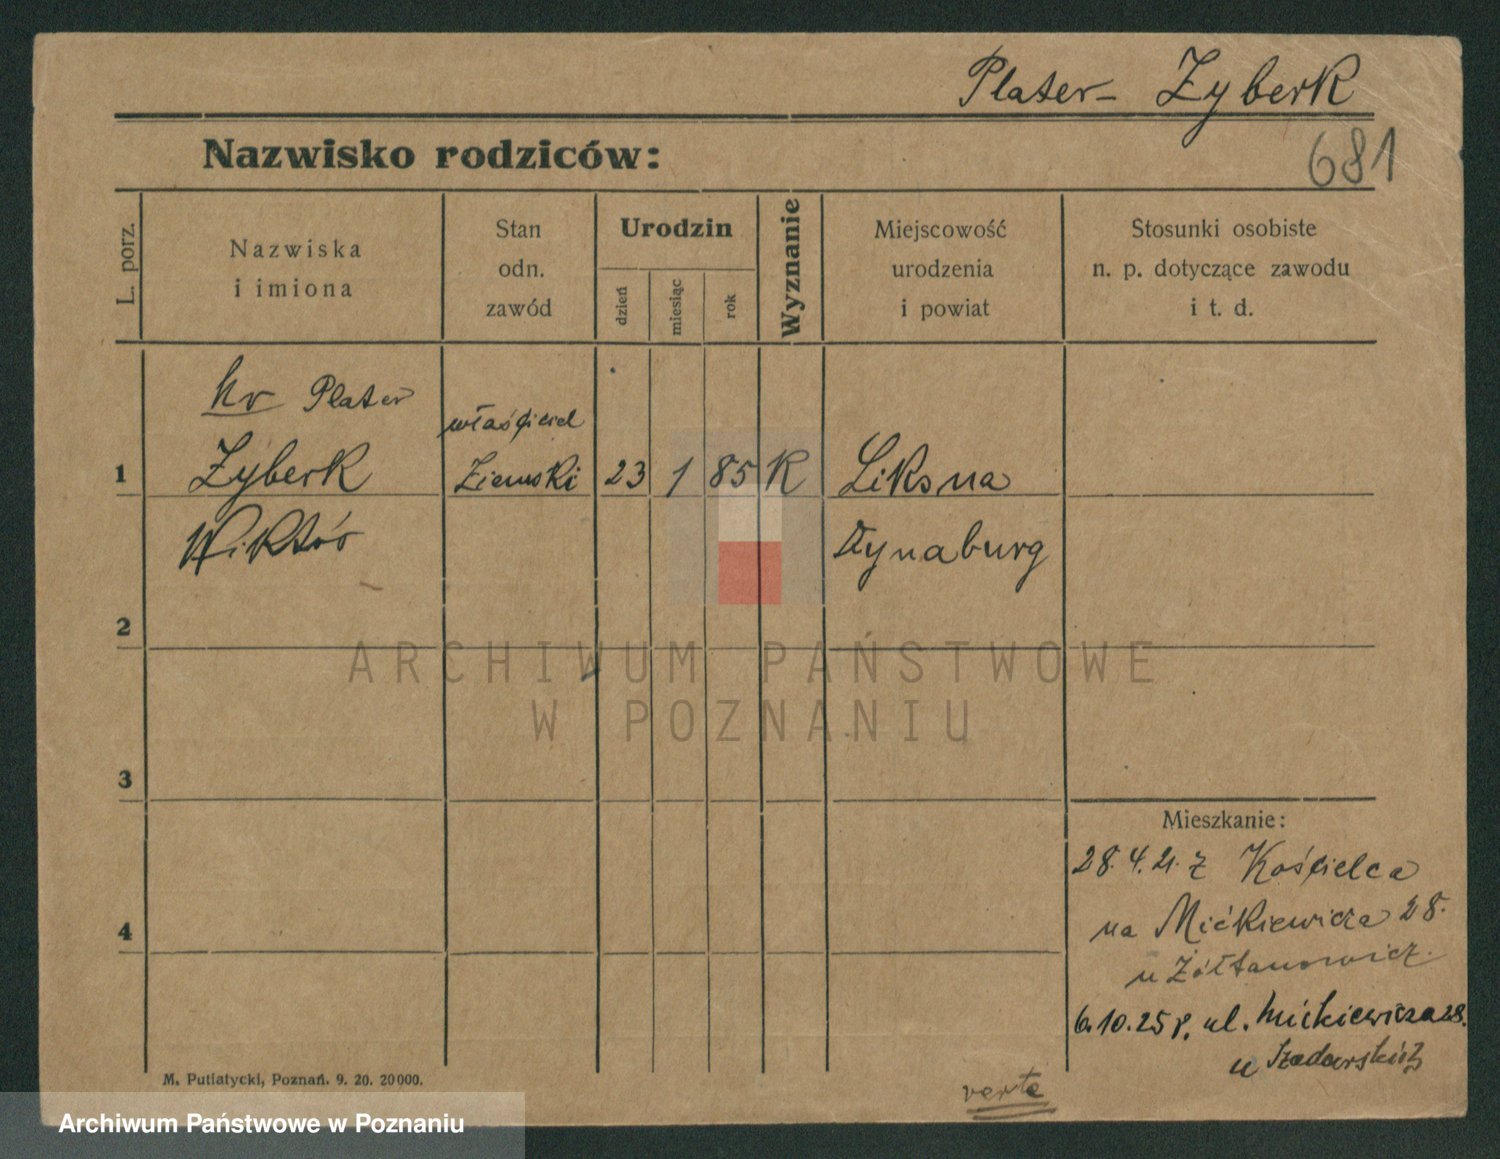 Plater- Zyberk
681
Nazwisko rodziców:
L. porz.
Nazwiska
i imiona
Stan
odn.
zawód
Urodzin
dzień
miesiąc
rok
Wyznanie
Miejscowość
urodzenia
i powiat
Stosunki osobiste
n. p. dotyczące zawodu
i t. d.
1
hr Plater
Zyberk
Wiktór
właściciel
Ziemski
23
1
85
K
Liksna
Dynaburg
2
3
4
Mieszkanie:
28.4.21. z Kościelca
na Mićkiewicza 28.
u Żółtanowicz.
6.10.25 r. ul. Mickiewicza 28.
u
verte
M. Putiatycki, Poznań. 9. 20. 20000.
ARCHIWUM PAŃSTWOWE
W POZNANIU
Archiwum Państwowe w Poznaniu